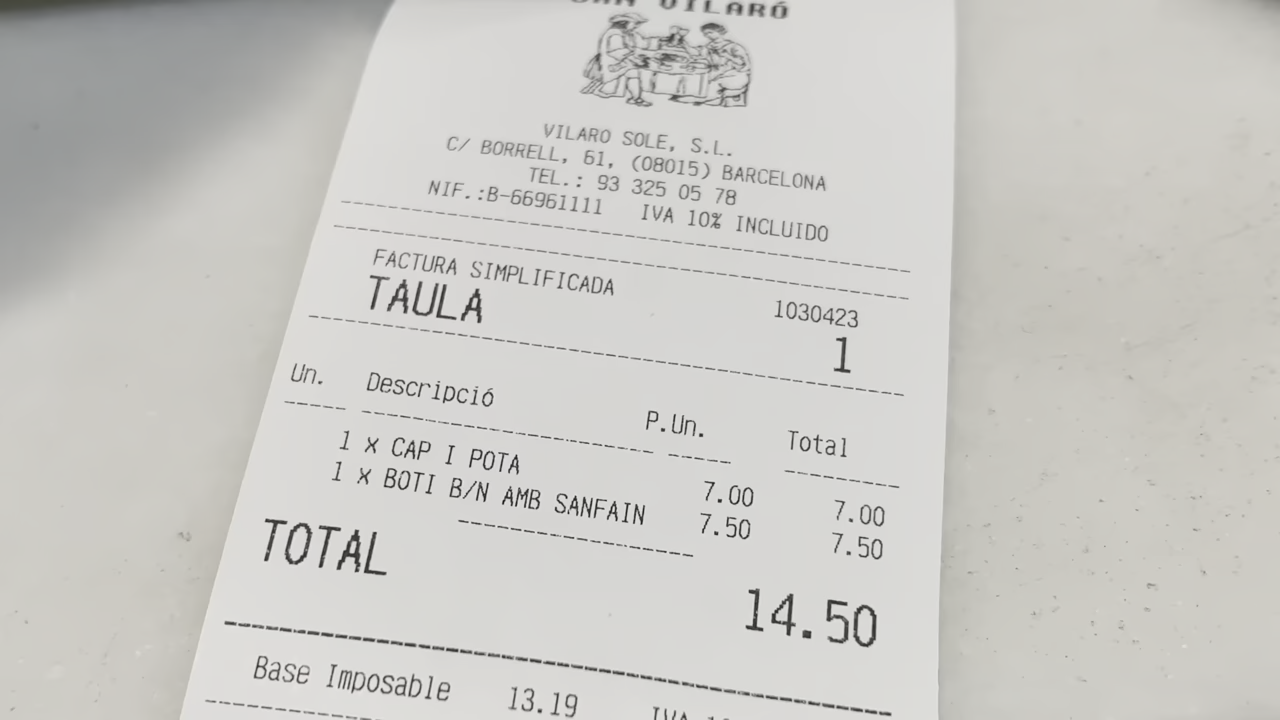 VILARÓ
VILARO SOLE, S.L.
C/ BORRELL, 61, (08015) BARCELONA
TEL.: 93 325 05 78
NIF.:B-66961111 IVA 10% INCLUIDO
FACTURA SIMPLIFICADA 1030423
TAULA 1
Un. Descripció P.Un. Total
1 x CAP I POTA 7.00 7.00
1 x BOTI B/N AMB SANFAIN 7.50 7.50
TOTAL 14.50
Base Imposable 13.19 IVA